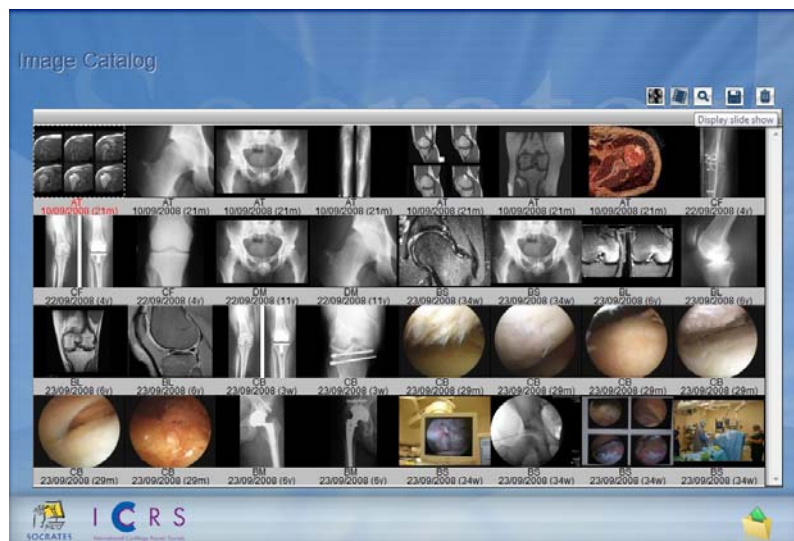 Image Catalog
Display slide show
AT AT AT AT AT AT AT CF
10/09/2008 (21m) 10/09/2008 (21m) 10/09/2008 (21m) 10/09/2008 (21m) 10/09/2008 (21m) 10/09/2008 (21m) 10/09/2008 (21m) 22/09/2008 (4y)
CF CF DM DM BS BS BL BL
22/09/2008 (4y) 22/09/2008 (4y) 22/09/2008 (11y) 22/09/2008 (11y) 23/09/2008 (34w) 23/09/2008 (34w) 23/09/2008 (6y) 23/09/2008 (6y)
BL BL CB CB CB CB CB CB
23/09/2008 (6y) 23/09/2008 (6y) 23/09/2008 (3w) 23/09/2008 (3w) 23/09/2008 (29m) 23/09/2008 (29m) 23/09/2008 (29m) 23/09/2008 (29m)
CB CB BM BM BS BS BS BS
23/09/2008 (29m) 23/09/2008 (29m) 23/09/2008 (6y) 23/09/2008 (6y) 23/09/2008 (34w) 23/09/2008 (34w) 23/09/2008 (34w) 23/09/2008 (34w)
ICRS
SOCRATES
International Cartilage Repair Society